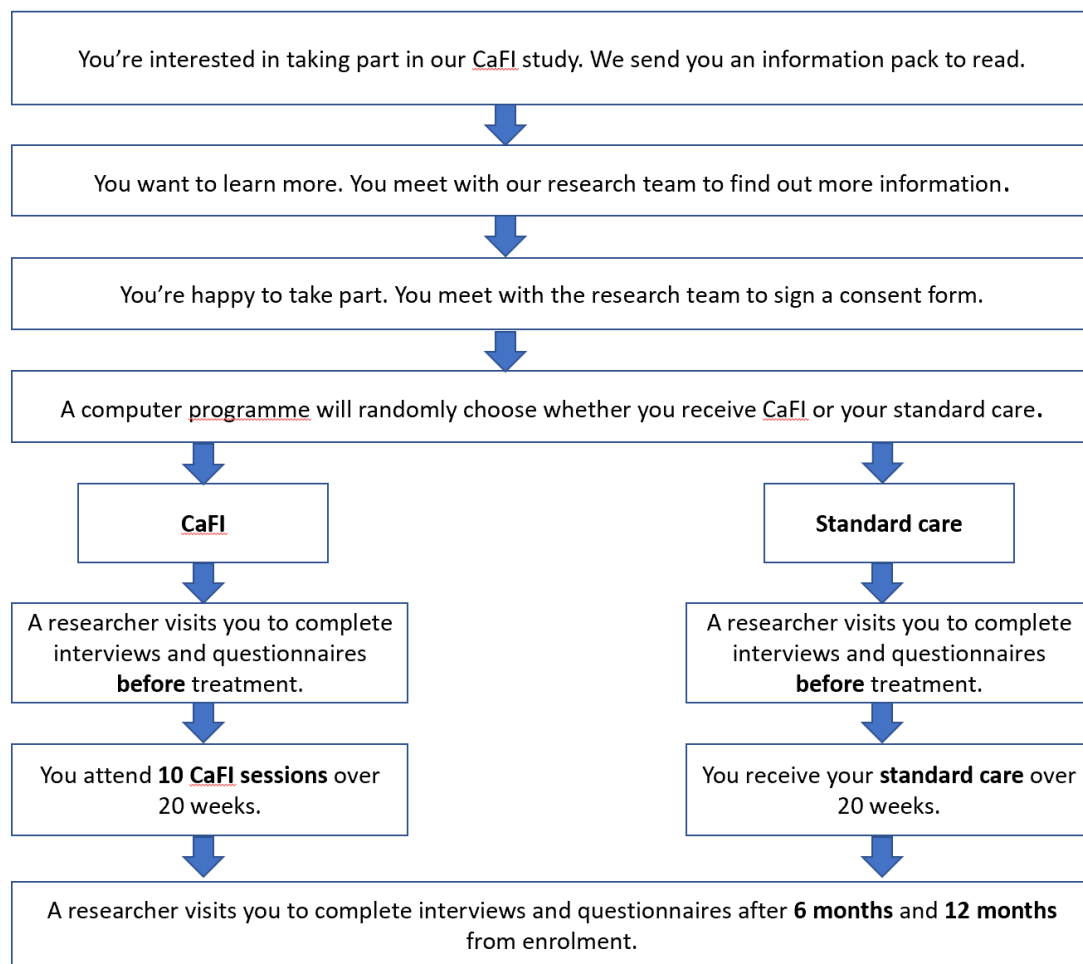 You’re interested in taking part in our CaFI study. We send you an information pack to read.
You want to learn more. You meet with our research team to find out more information.
You’re happy to take part. You meet with the research team to sign a consent form.
A computer programme will randomly choose whether you receive CaFI or your standard care.
CaFI
Standard care
A researcher visits you to complete
interviews and questionnaires
before treatment.
A researcher visits you to complete
interviews and questionnaires
before treatment.
You attend 10 CaFI sessions over
20 weeks.
You receive your standard care over
20 weeks.
A researcher visits you to complete interviews and questionnaires after 6 months and 12 months
from enrolment.